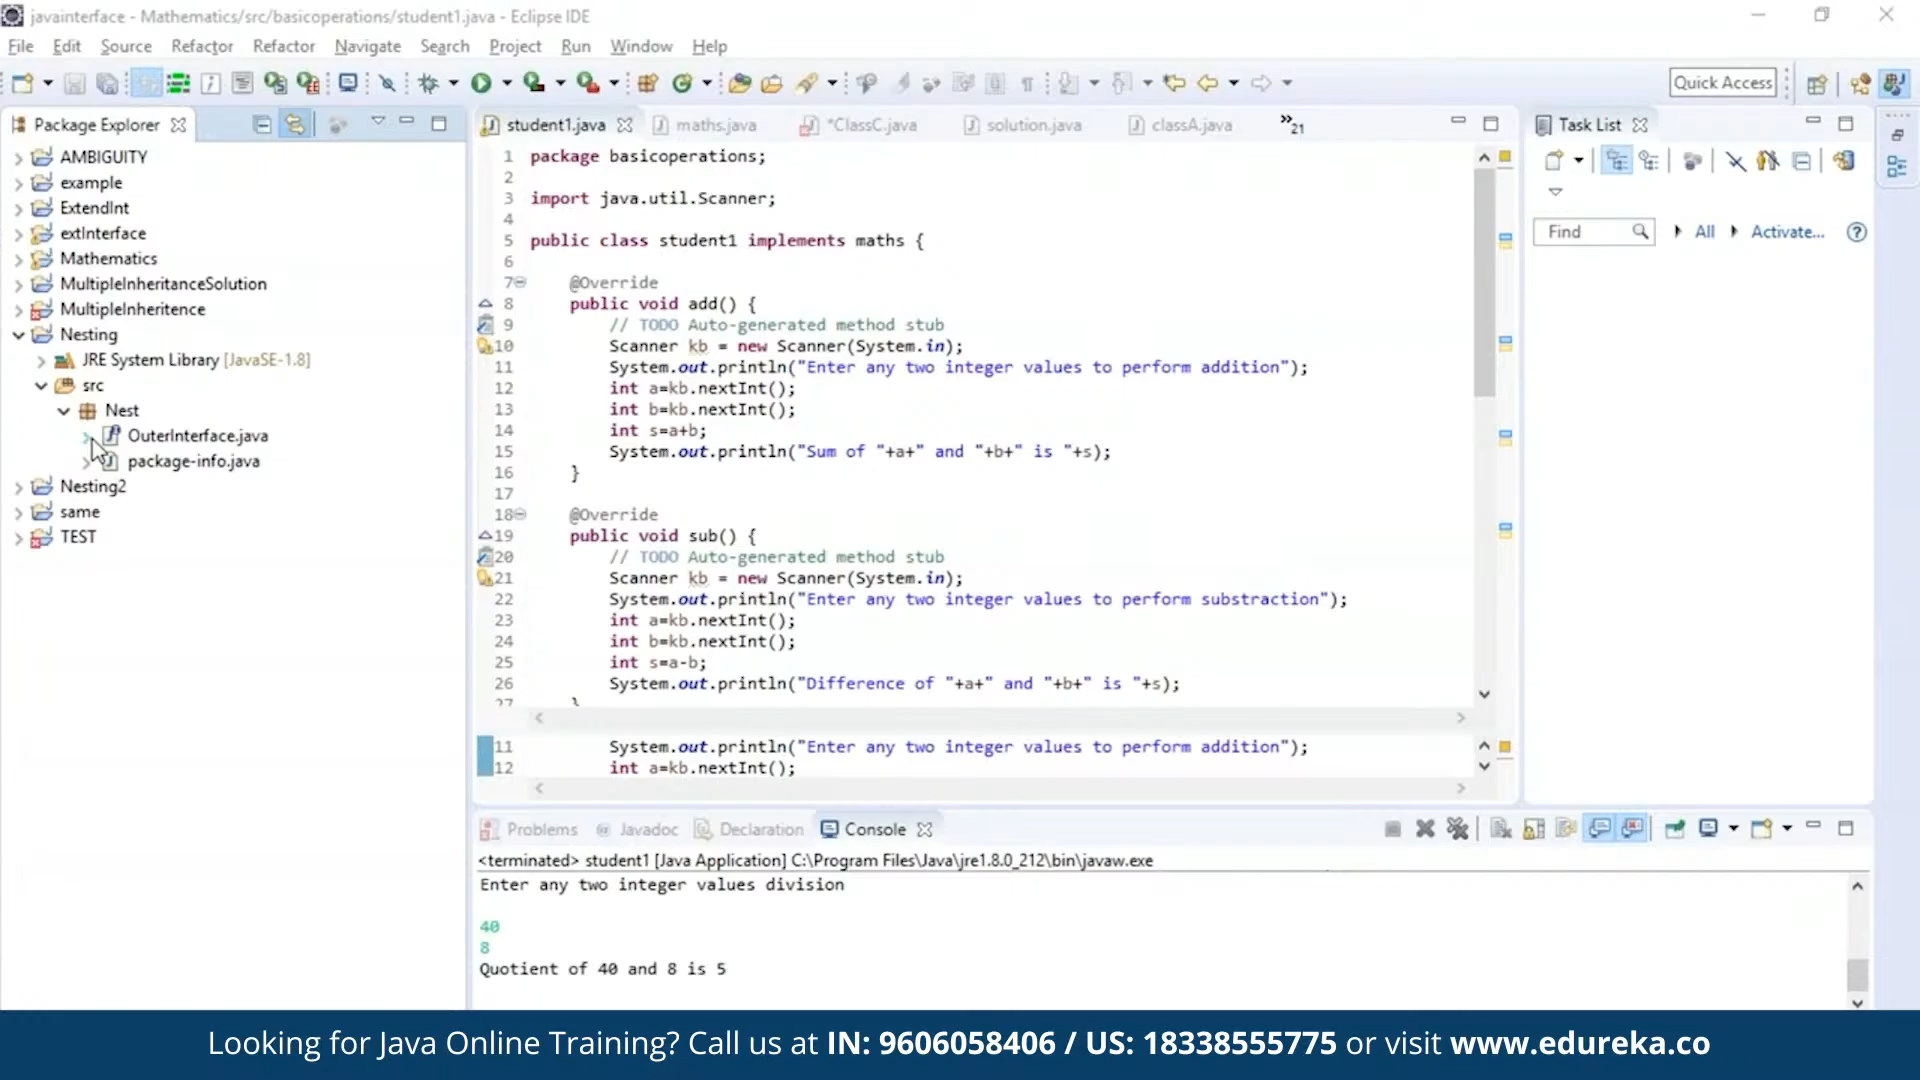 javainterface - Mathematics/src/basicoperations/student1.java - Eclipse IDE
File Edit Source Refactor Refactor Navigate Search Project Run Window Help
Quick Access
Package Explorer
AMBIGUITY
example
ExtendInt
extInterface
Mathematics
MultipleInheritanceSolution
MultipleInheritence
Nesting
JRE System Library [JavaSE-1.8]
src
Nest
OuterInterface.java
package-info.java
Nesting2
same
TEST
student1.java maths.java *ClassC.java solution.java classA.java »21
1 package basicoperations;
2
3 import java.util.Scanner;
4
5 public class student1 implements maths {
6
7 @Override
8 public void add() {
9 // TODO Auto-generated method stub
10 Scanner kb = new Scanner(System.in);
11 System.out.println("Enter any two integer values to perform addition");
12 int a=kb.nextInt();
13 int b=kb.nextInt();
14 int s=a+b;
15 System.out.println("Sum of "+a+" and "+b+" is "+s);
16 }
17
18 @Override
19 public void sub() {
20 // TODO Auto-generated method stub
21 Scanner kb = new Scanner(System.in);
22 System.out.println("Enter any two integer values to perform substraction");
23 int a=kb.nextInt();
24 int b=kb.nextInt();
25 int s=a-b;
26 System.out.println("Difference of "+a+" and "+b+" is "+s);
27 }
11 System.out.println("Enter any two integer values to perform addition");
12 int a=kb.nextInt();
Task List
Find All Activate...
Problems @ Javadoc Declaration Console
<terminated> student1 [Java Application] C:\Program Files\Java\jre1.8.0_212\bin\javaw.exe
Enter any two integer values division
40
8
Quotient of 40 and 8 is 5
Looking for Java Online Training? Call us at IN: 9606058406 / US: 18338555775 or visit www.edureka.co